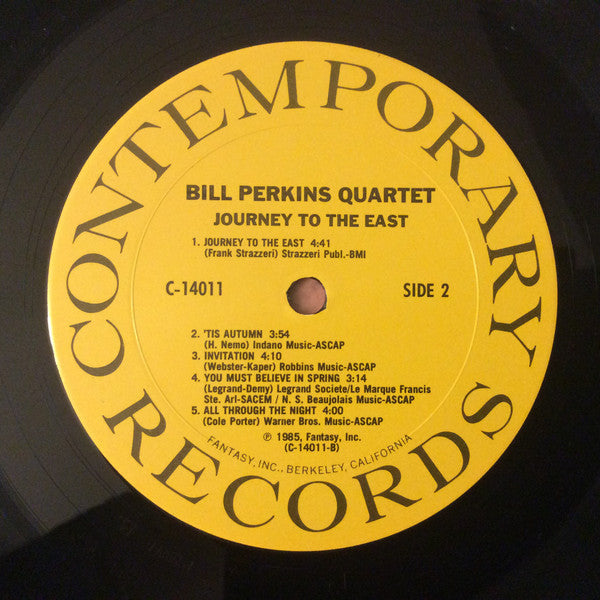 CONTEMPORARY RECORDS
BILL PERKINS QUARTET
JOURNEY TO THE EAST
1. JOURNEY TO THE EAST 4:41
(Frank Strazzeri) Strazzeri Publ.-BMI
C-14011
SIDE 2
2. 'TIS AUTUMN 3:54
(H. Nemo) Indano Music-ASCAP
3. INVITATION 4:10
(Webster-Kaper) Robbins Music-ASCAP
4. YOU MUST BELIEVE IN SPRING 3:14
(Legrand-Demy) Legrand Societe/Le Marque Francis
Ste. Arl-SACEM / N. S. Beaujolais Music-ASCAP
5. ALL THROUGH THE NIGHT 4:00
(Cole Porter) Warner Bros. Music-ASCAP
℗ 1985, Fantasy, Inc.
(C-14011-B)
FANTASY, INC., BERKELEY, CALIFORNIA